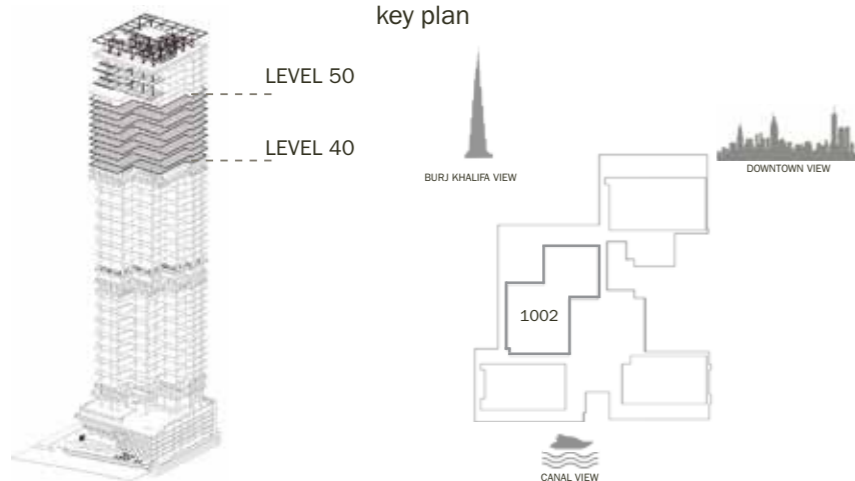 key plan
LEVEL 50
LEVEL 40
BURJ KHALIFA VIEW
DOWNTOWN VIEW
1002
CANAL VIEW